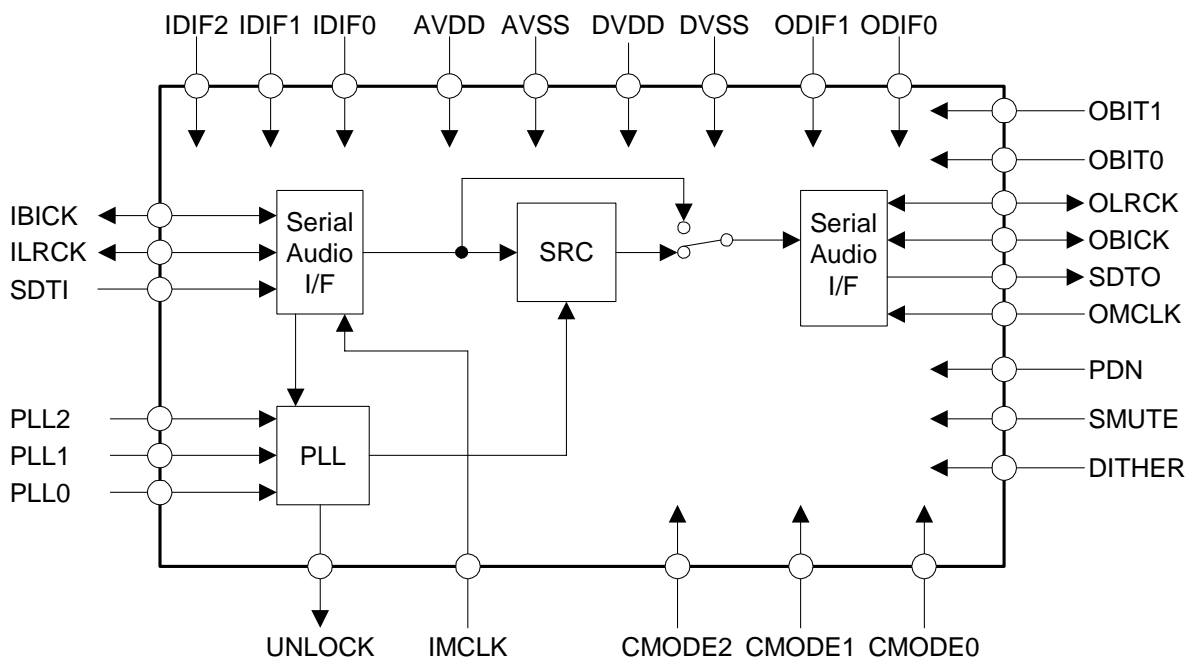 IDIF2 IDIF1 IDIF0 AVDD AVSS DVDD DVSS ODIF1 ODIF0
OBIT1
OBIT0
IBICK
ILRCK
SDTI
Serial
Audio
I/F
SRC
Serial
Audio
I/F
OLRCK
OBICK
SDTO
OMCLK
PDN
SMUTE
DITHER
PLL2
PLL1
PLL0
PLL
UNLOCK IMCLK CMODE2 CMODE1 CMODE0